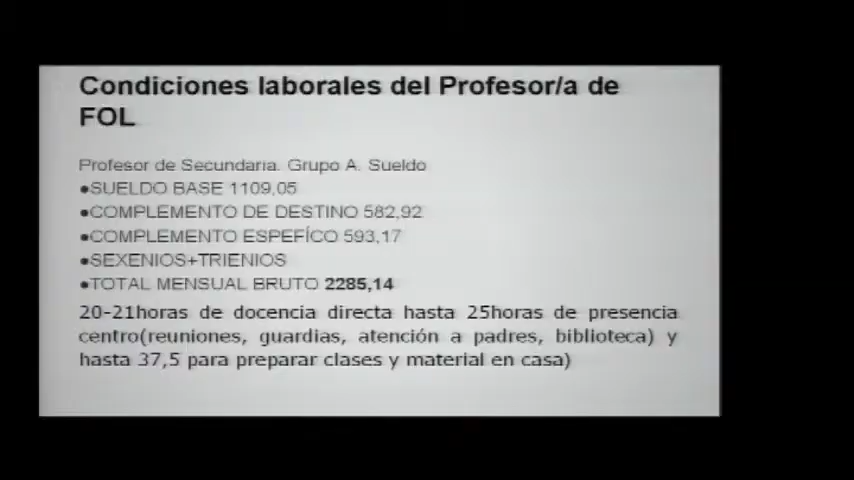 Condiciones laborales del Profesor/a de
FOL
Profesor de Secundaria. Grupo A. Sueldo
●SUELDO BASE 1109,05
●COMPLEMENTO DE DESTINO 582,92
●COMPLEMENTO ESPEFÍCO 593,17
●SEXENIOS+TRIENIOS
●TOTAL MENSUAL BRUTO 2285,14
20-21horas de docencia directa hasta 25horas de presencia
centro(reuniones, guardias, atención a padres, biblioteca) y
hasta 37,5 para preparar clases y material en casa)